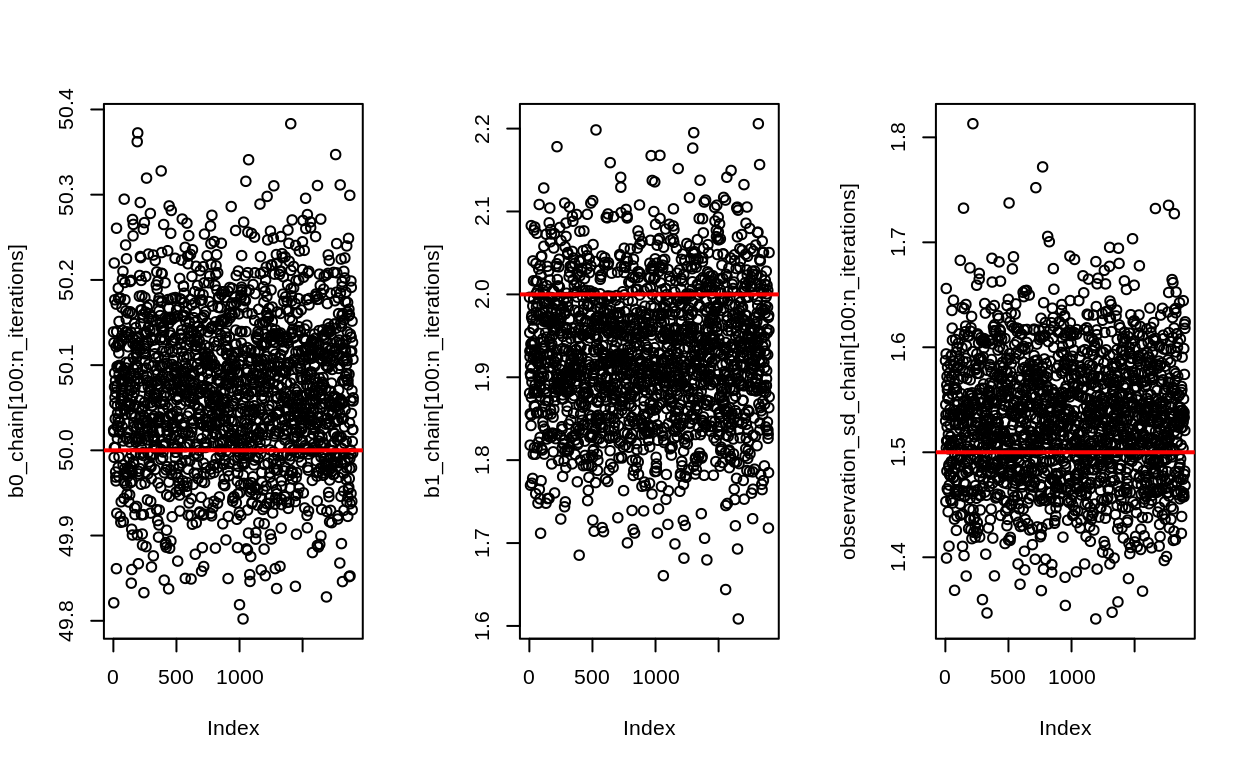 b0_chain[100:n_iterations]
50.4
50.3
50.2
50.1
50.0
49.9
49.8
0 500 1000
Index
b1_chain[100:n_iterations]
2.2
2.1
2.0
1.9
1.8
1.7
1.6
0 500 1000
Index
observation_sd_chain[100:n_iterations]
1.8
1.7
1.6
1.5
1.4
0 500 1000
Index